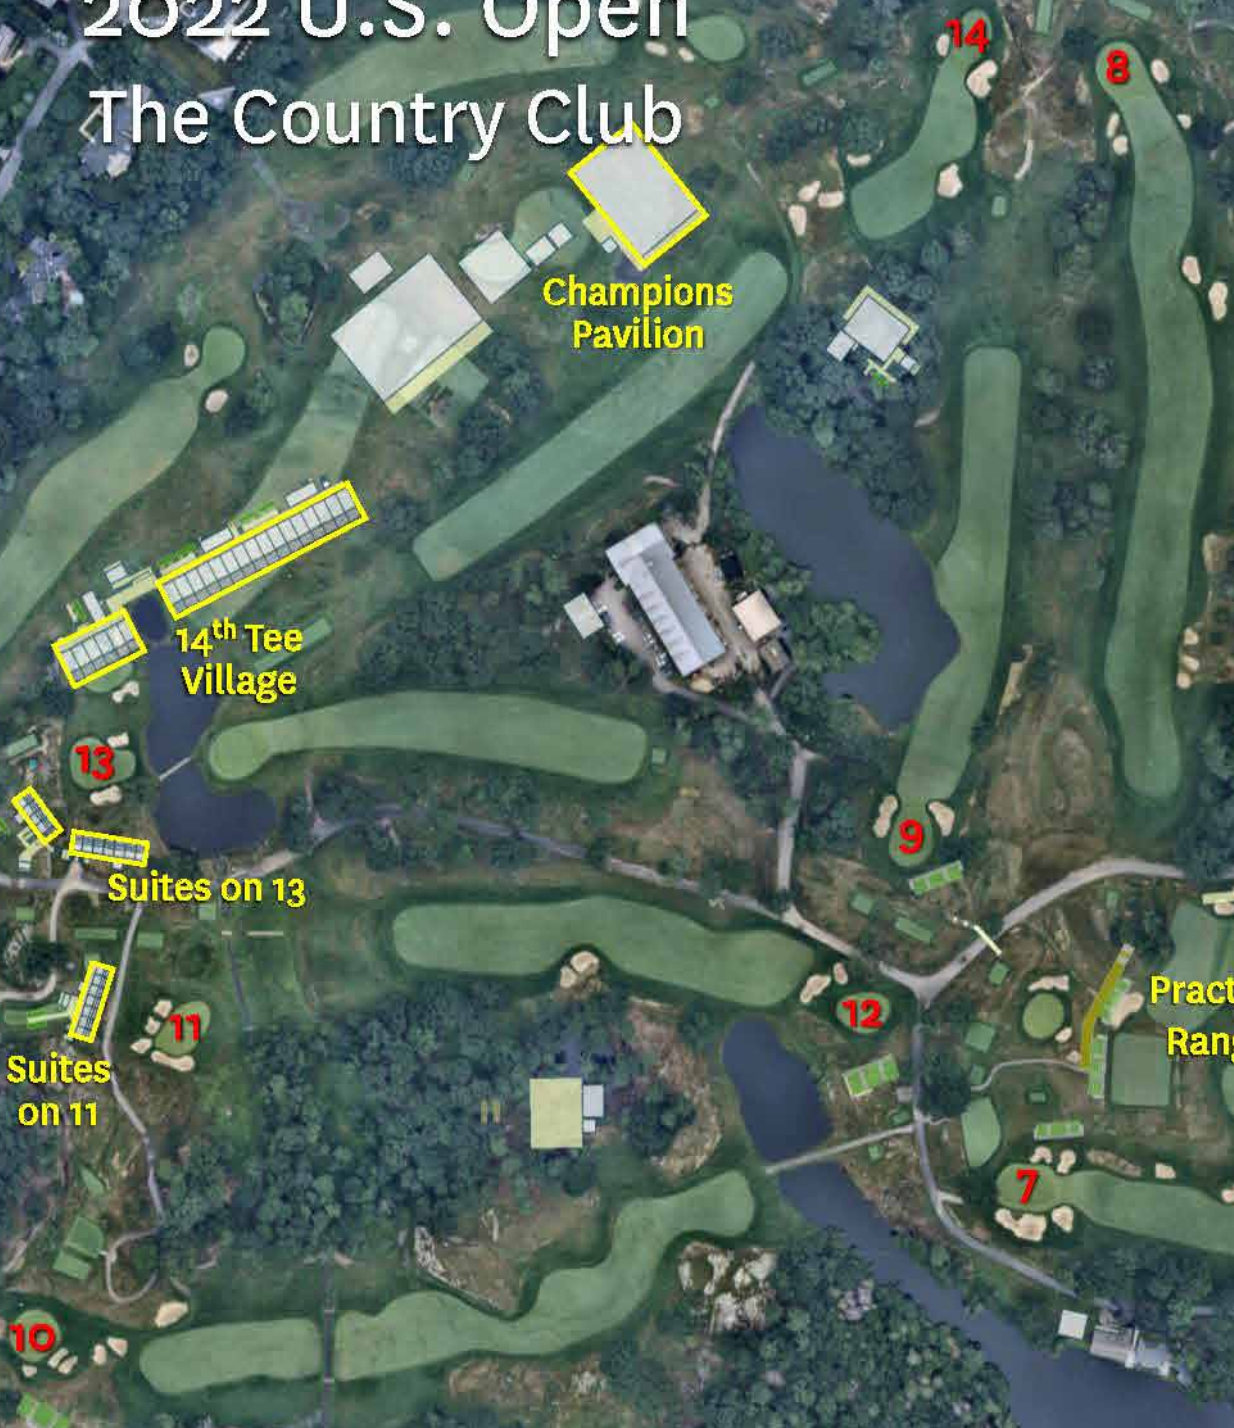 2022 U.S. Open
The Country Club
14
8
Champions
Pavilion
14th Tee
Village
13
9
Suites on 13
11
12
Pract
Rang
Suites
on 11
7
10